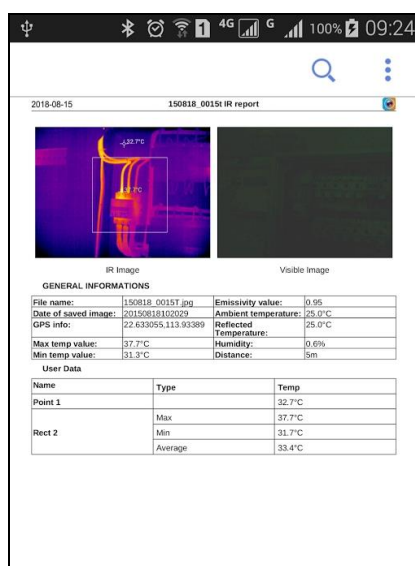 1 4G G 100% 09:24
2018-08-15 150818_0015t IR report
32.7°C
37.7°C
IR Image Visible Image
GENERAL INFORMATIONS
File name: 150818_0015T.jpg Emissivity value: 0.95
Date of saved image: 20150818102029 Ambient temperature: 25.0°C
GPS info: 22.633055,113.93389 Reflected Temperature: 25.0°C
Max temp value: 37.7°C Humidity: 0.6%
Min temp value: 31.3°C Distance: 5m
User Data
Name Type Temp
Point 1 32.7°C
Rect 2 Max 37.7°C
Min 31.7°C
Average 33.4°C